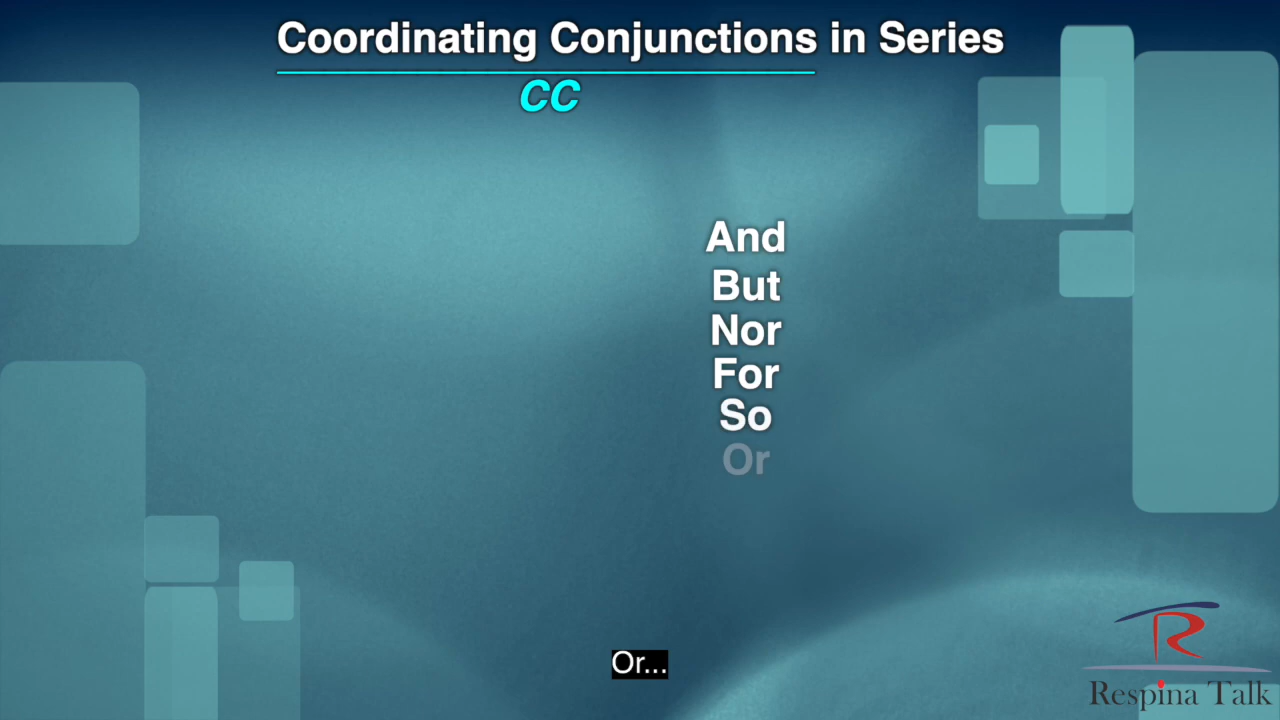 Coordinating Conjunctions in Series
CC
And
But
Nor
For
So
Or
Or...
R
Respina Talk